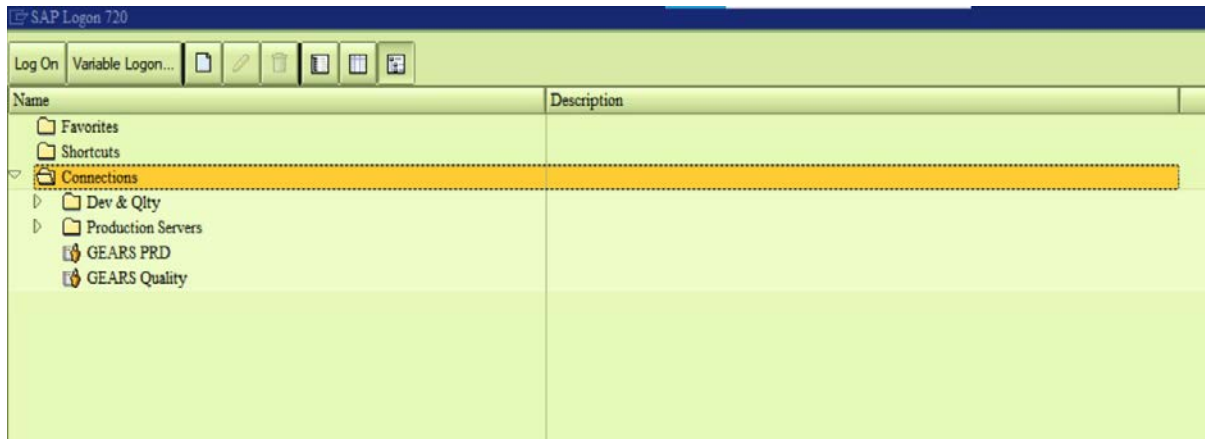 SAP Logon 720
Log On Variable Logon...
Name Description
Favorites
Shortcuts
Connections
Dev & Qlty
Production Servers
GEARS PRD
GEARS Quality